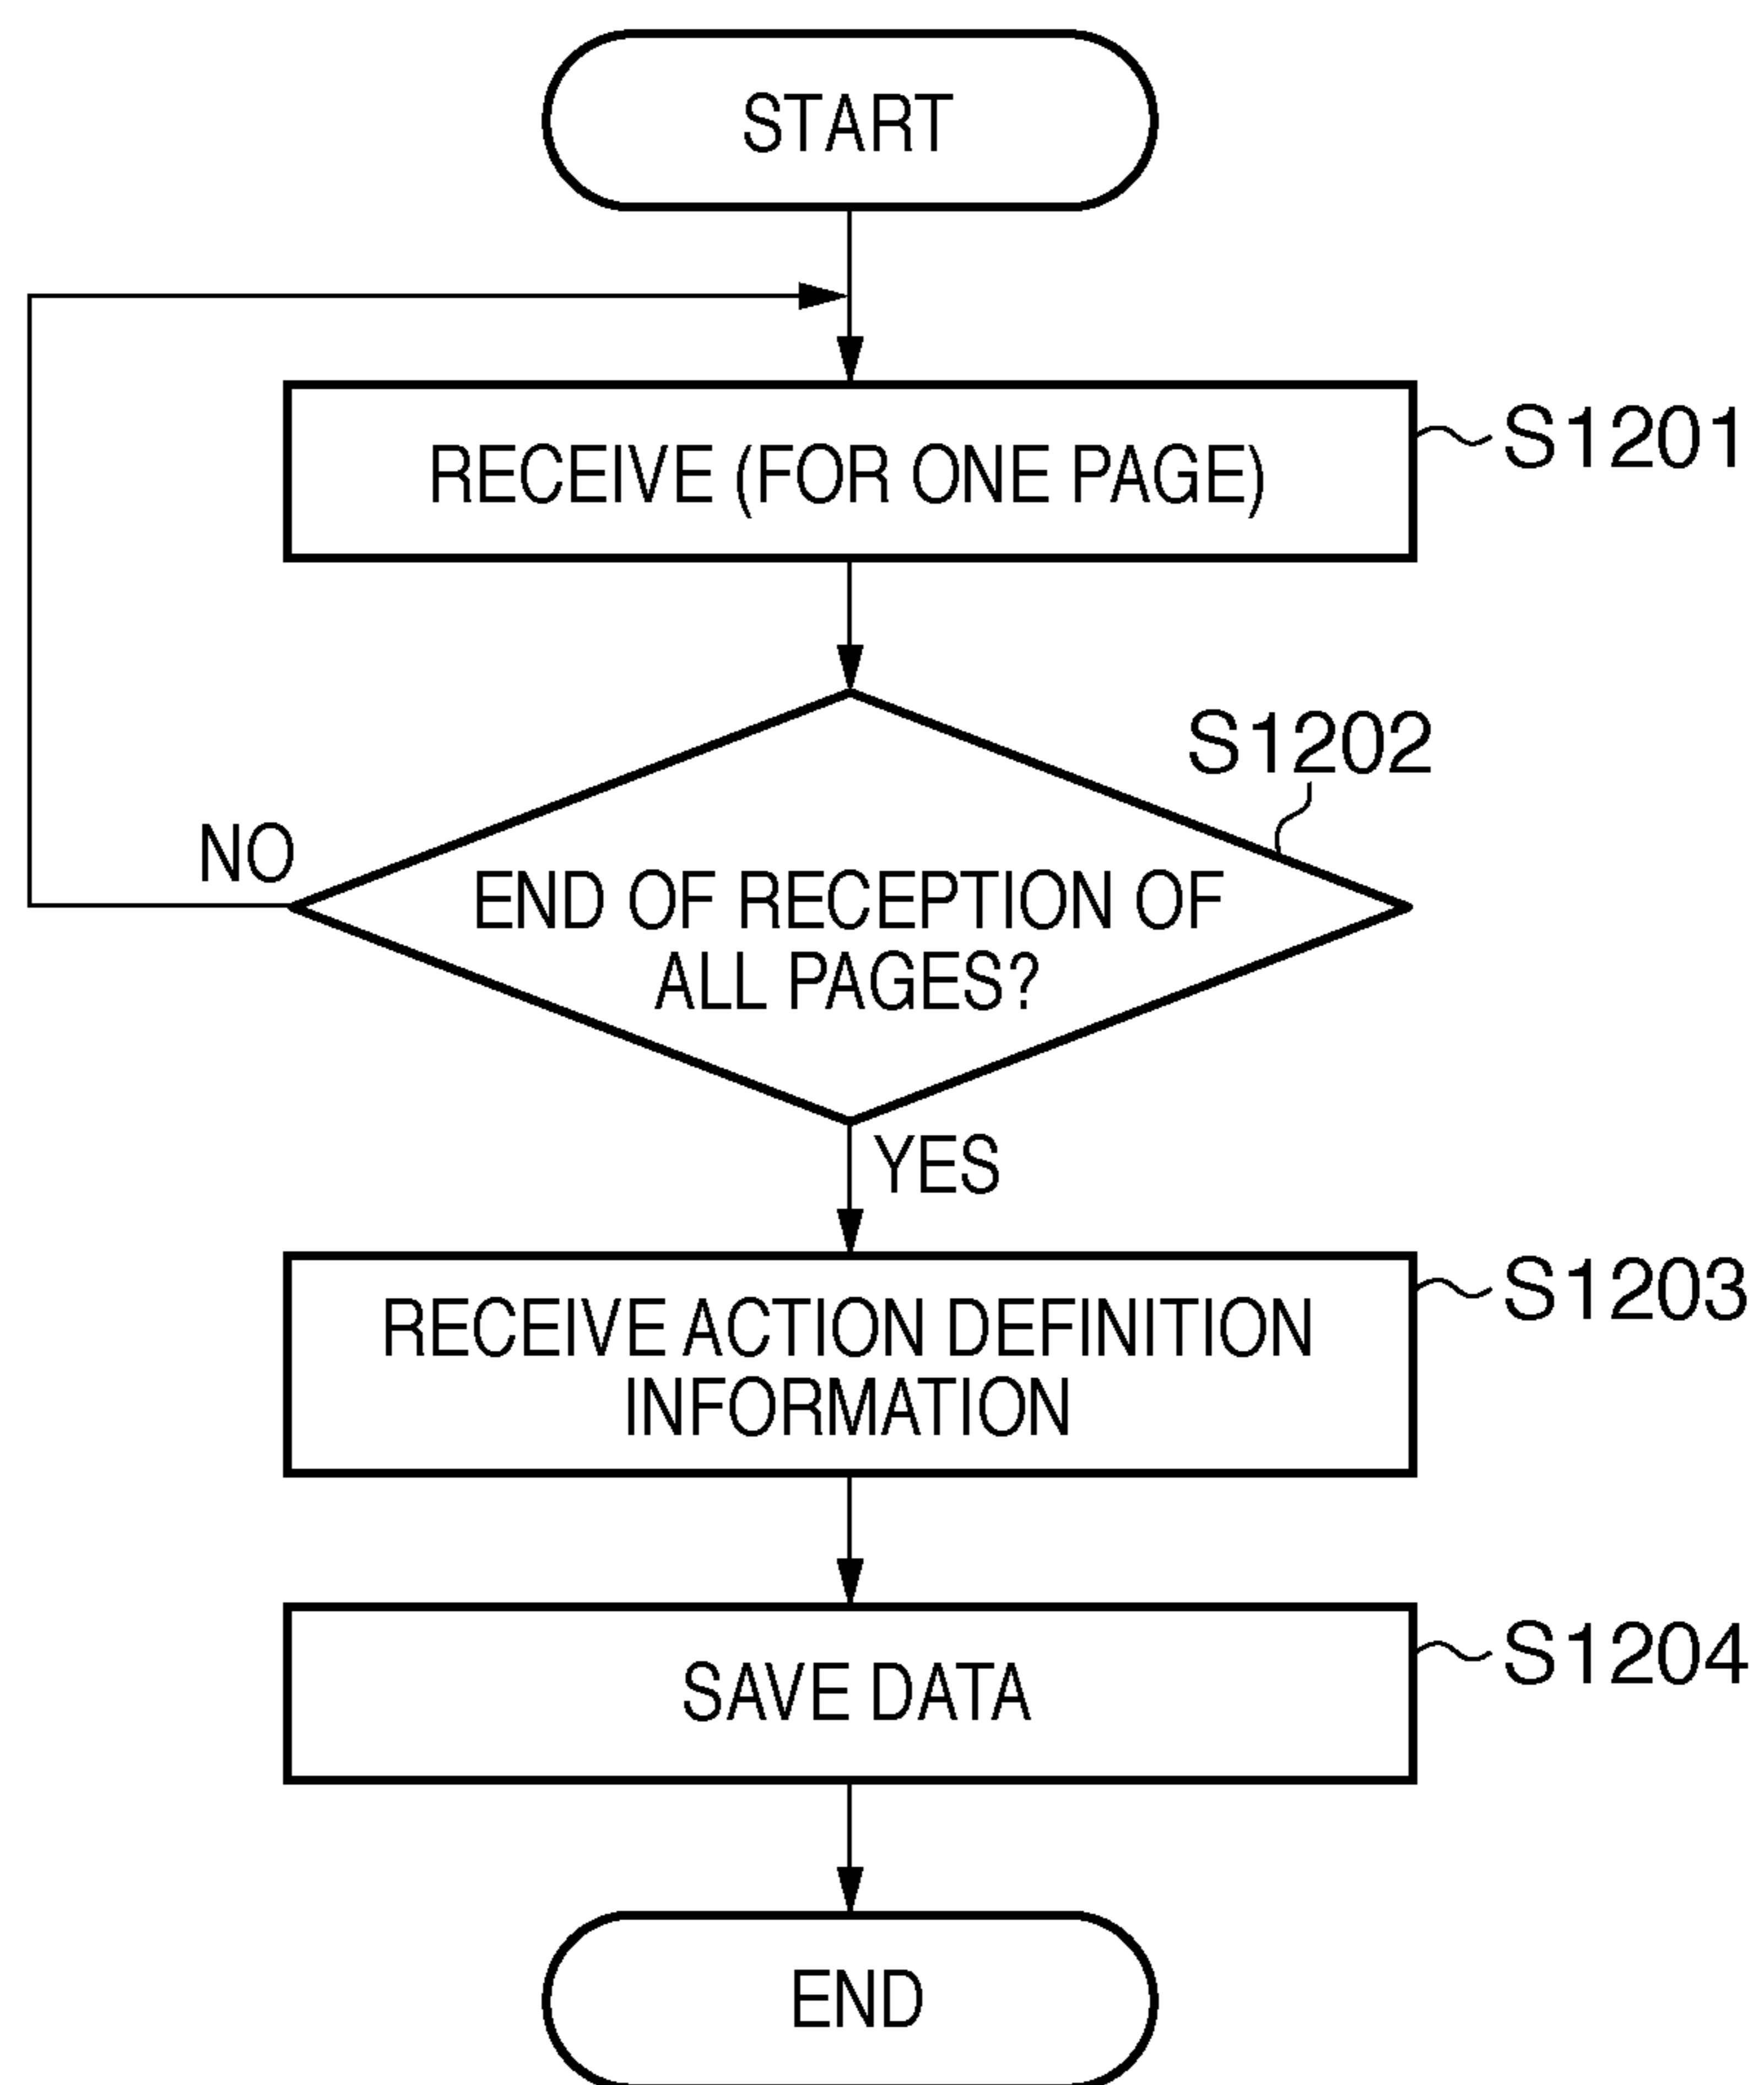 START
RECEIVE (FOR ONE PAGE)
S1201
S1202
NO
END OF RECEPTION OF
ALL PAGES?
YES
RECEIVE ACTION DEFINITION
INFORMATION
S1203
SAVE DATA
S1204
END